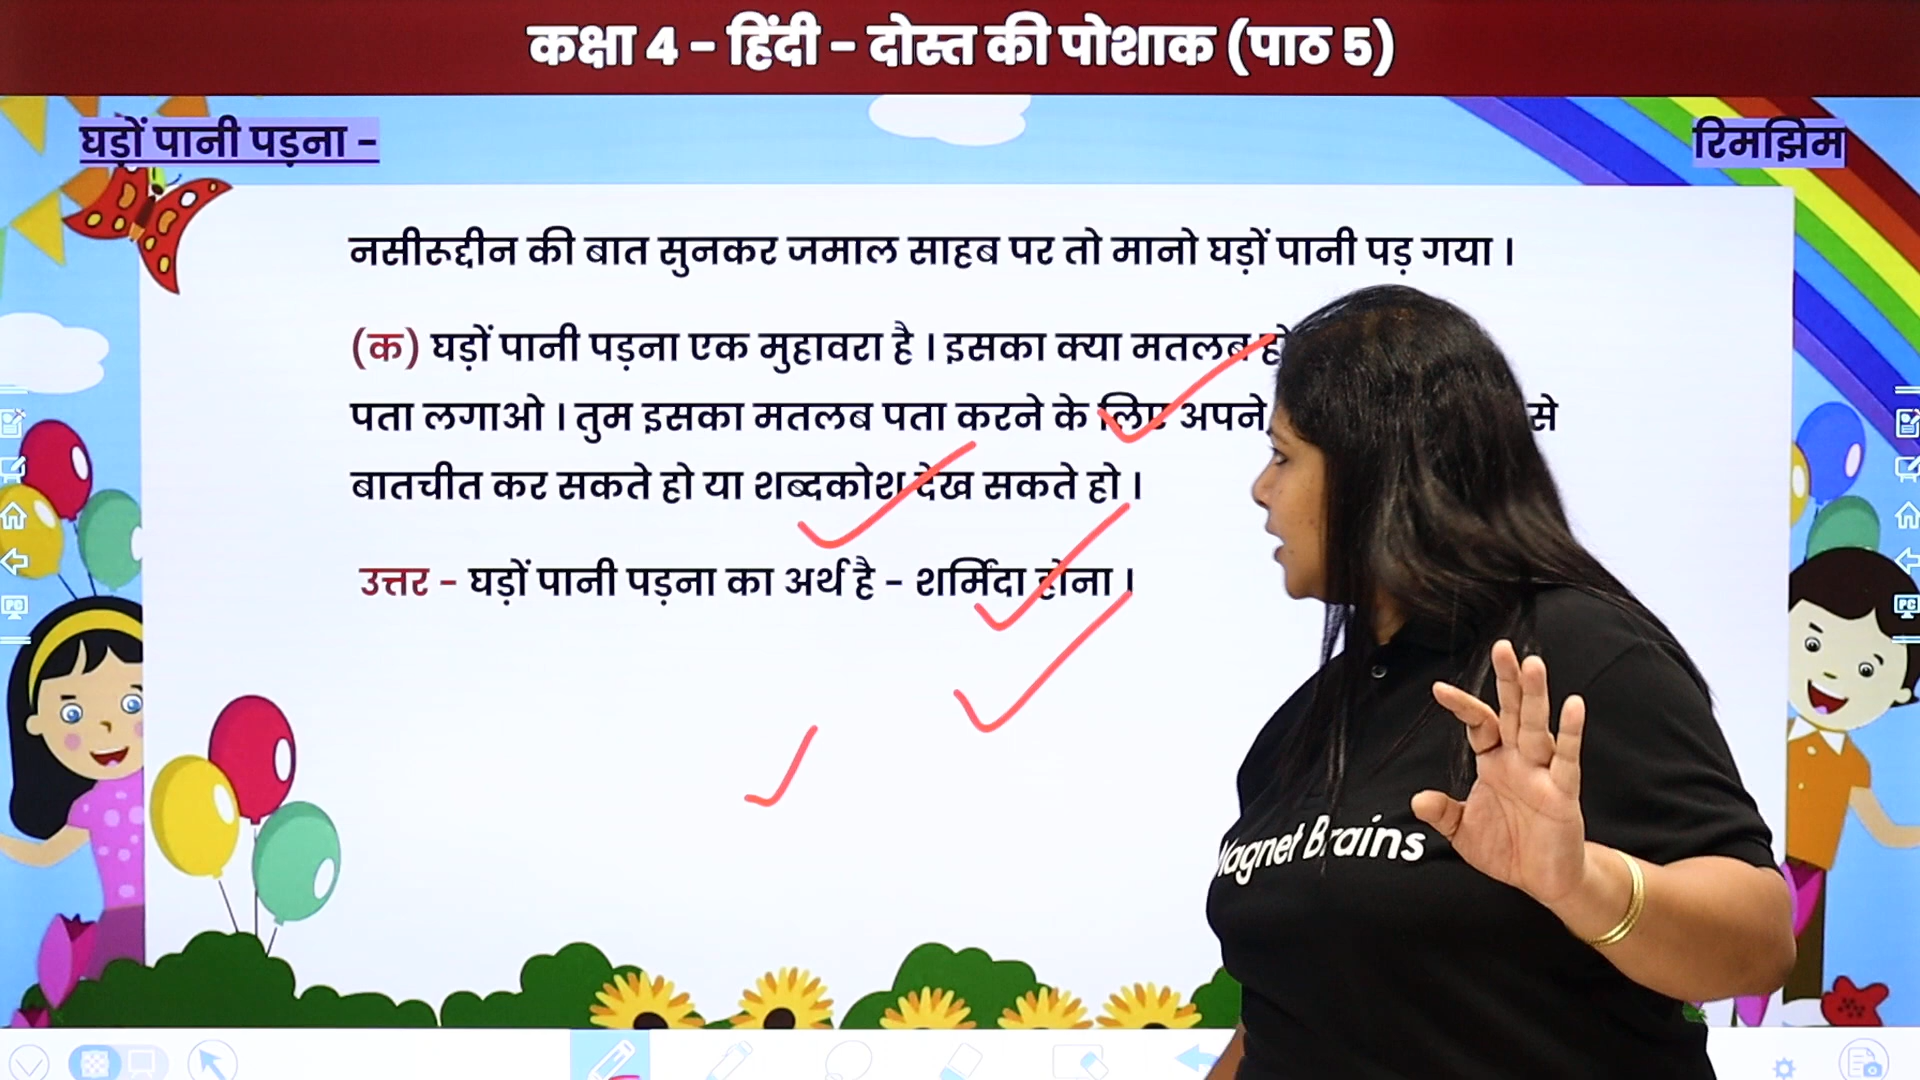 कक्षा 4 - हिंदी - दोस्त की पोशाक (पाठ 5)
घड़ों पानी पड़ना -
रिमझिम
नसीरूद्दीन की बात सुनकर जमाल साहब पर तो मानो घड़ों पानी पड़ गया ।
(क) घड़ों पानी पड़ना एक मुहावरा है । इसका क्या मतलब
पता लगाओ । तुम इसका मतलब पता करने के लिए अपने से
बातचीत कर सकते हो या शब्दकोश देख सकते हो ।
उत्तर - घड़ों पानी पड़ना का अर्थ है - शर्मिंदा होना ।
Magnet Brains
PC
PC